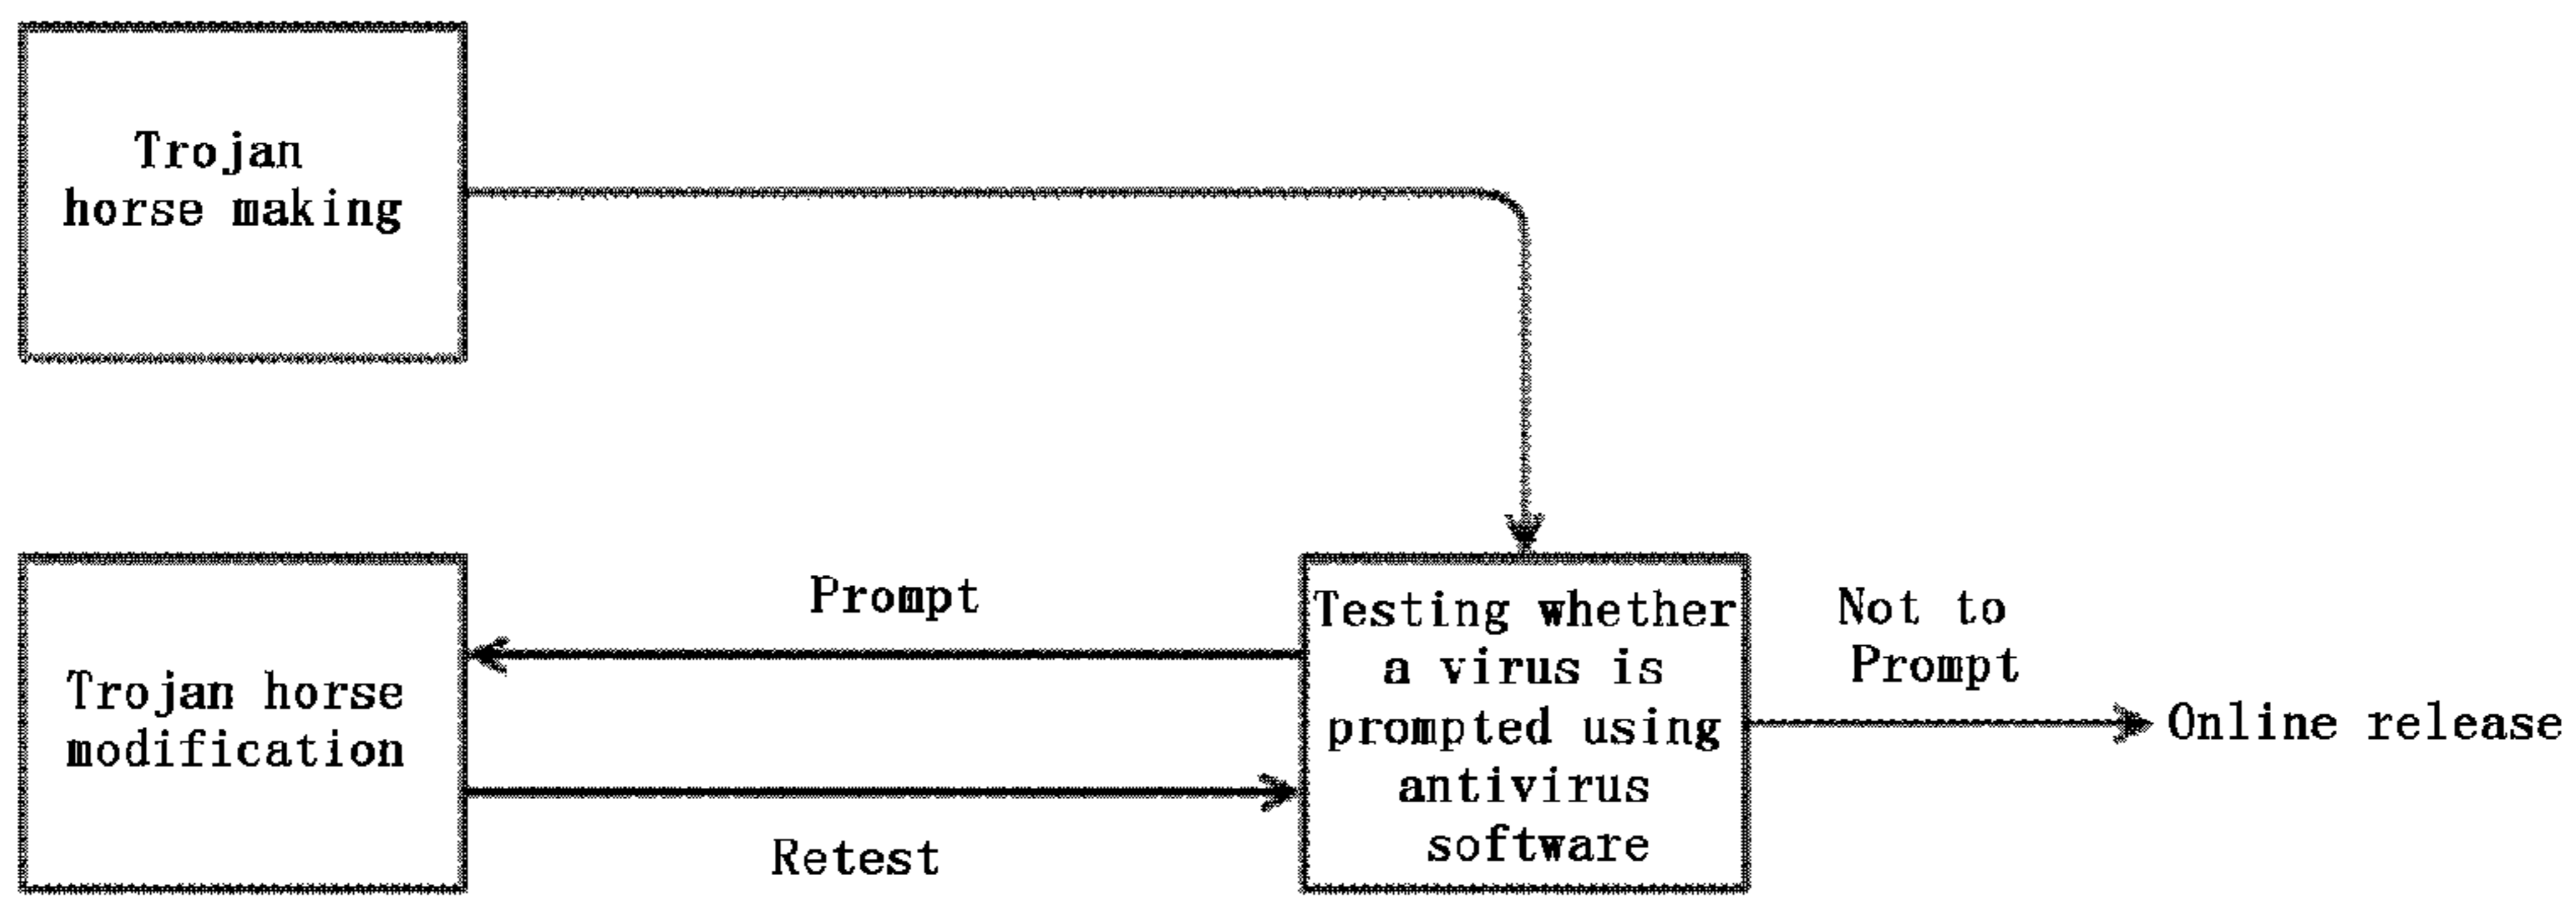 Trojan
horse making
Prompt
Testing whether
a virus is
prompted using
antivirus
software
Not to
Prompt
Online release
Trojan horse
modification
Retest